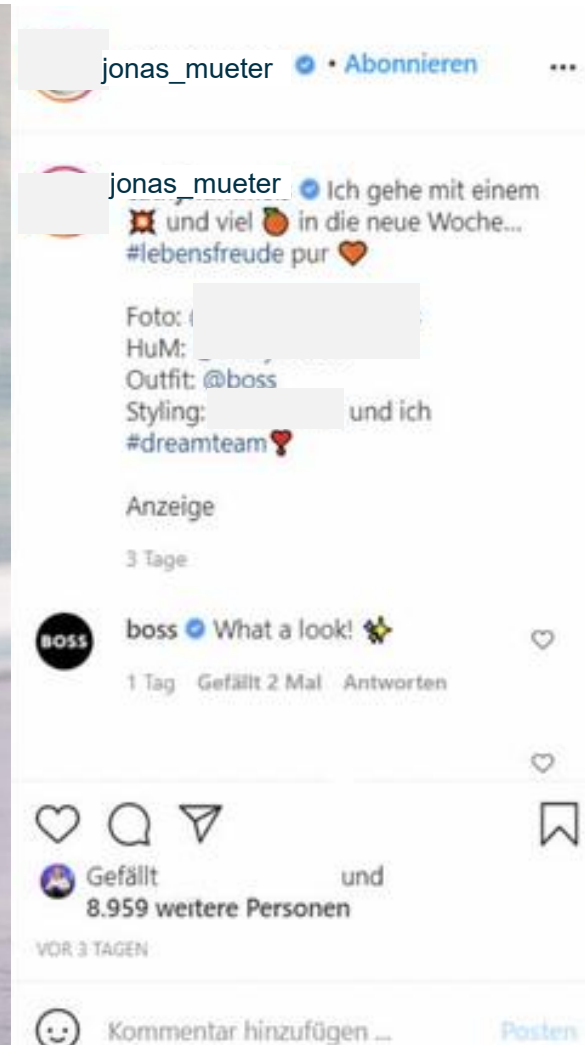 jonas_mueter • Abonnieren
jonas_mueter Ich gehe mit einem
💥 und viel 🍊 in die neue Woche...
#lebensfreude pur 🧡
Foto:
HuM:
Outfit: @boss
Styling: und ich
#dreamteam❣
Anzeige
3 Tage
BOSS
boss What a look! ✨
1 Tag Gefällt 2 Mal Antworten
Gefällt und
8.959 weitere Personen
VOR 3 TAGEN
Kommentar hinzufügen ...
Posten